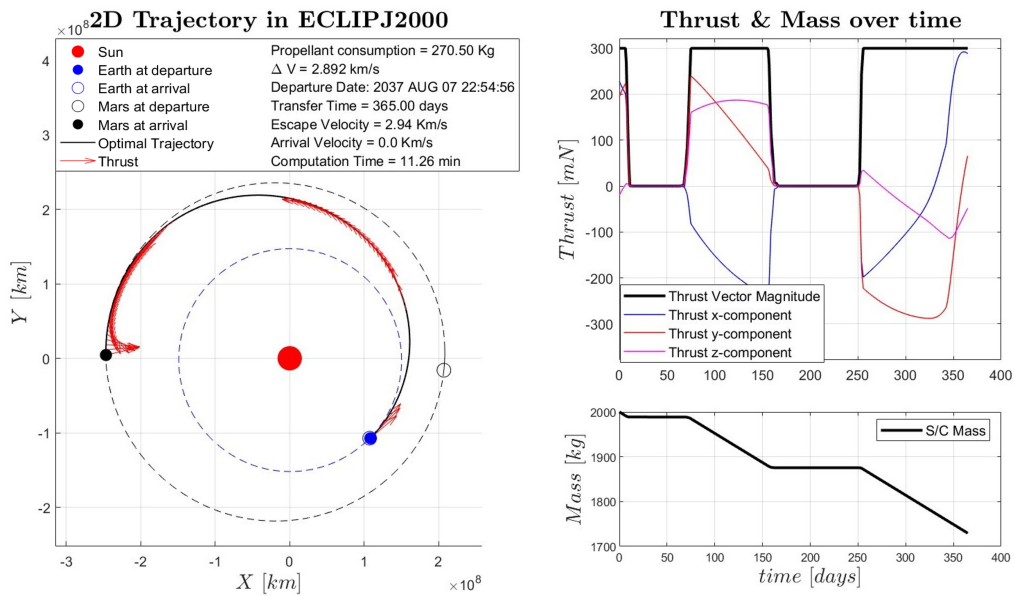 2D Trajectory in ECLIPJ2000
×10⁸
Sun
Earth at departure
Earth at arrival
Mars at departure
Mars at arrival
Optimal Trajectory
Thrust
Propellant consumption = 270.50 Kg
Δ V = 2.892 km/s
Departure Date: 2037 AUG 07 22:54:56
Transfer Time = 365.00 days
Escape Velocity = 2.94 Km/s
Arrival Velocity = 0.0 Km/s
Computation Time = 11.26 min
4
3
2
1
0
-1
-2
Y [km]
-3 -2 -1 0 1 2
×10⁸
X [km]
Thrust & Mass over time
300
200
100
0
-100
-200
-300
Thrust [mN]
Thrust Vector Magnitude
Thrust x-component
Thrust y-component
Thrust z-component
0 50 100 150 200 250 300 350 400
2000
1900
1800
1700
Mass [kg]
S/C Mass
0 50 100 150 200 250 300 350 400
time [days]